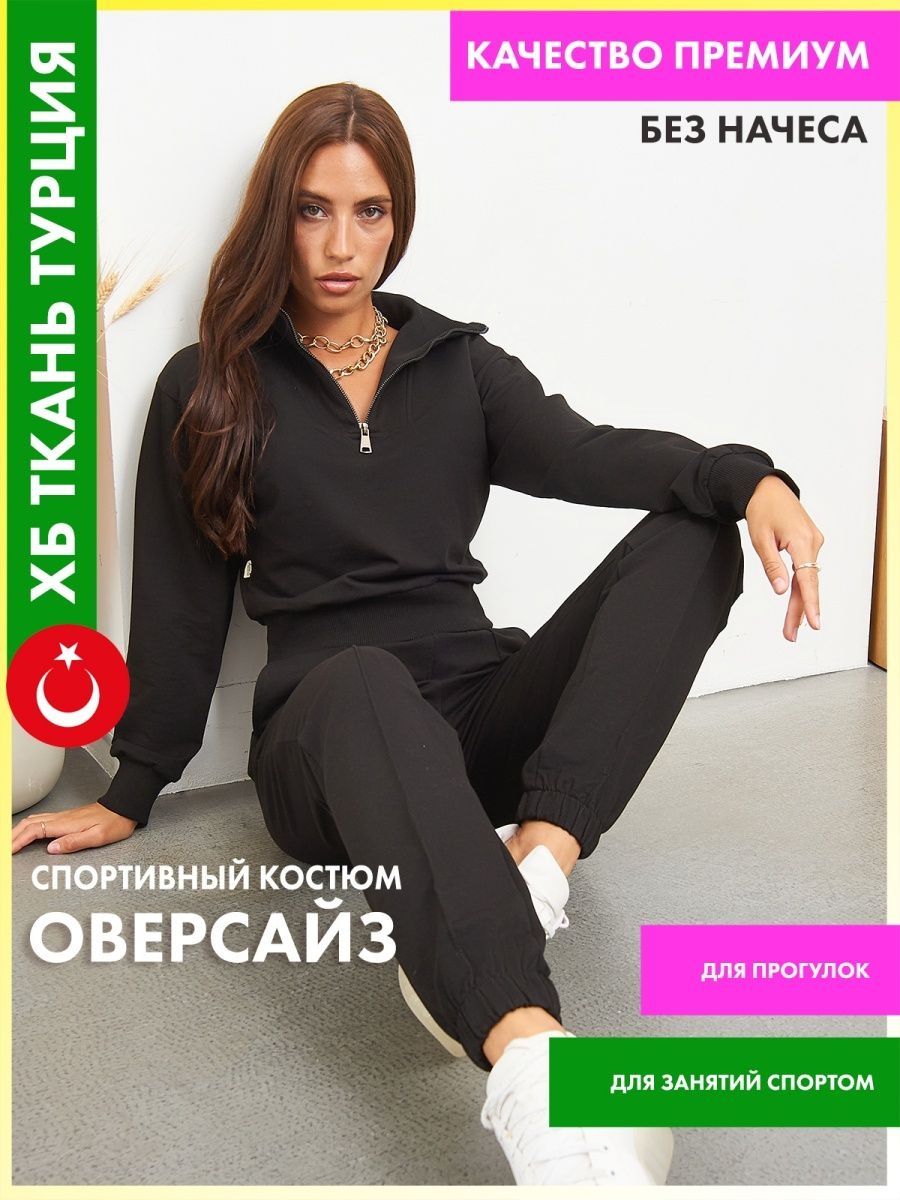 ХБ ТКАНЬ ТУРЦИЯ
КАЧЕСТВО ПРЕМИУМ
БЕЗ НАЧЕСА
СПОРТИВНЫЙ КОСТЮМ
ОВЕРСАЙЗ
ДЛЯ ПРОГУЛОК
ДЛЯ ЗАНЯТИЙ СПОРТОМ